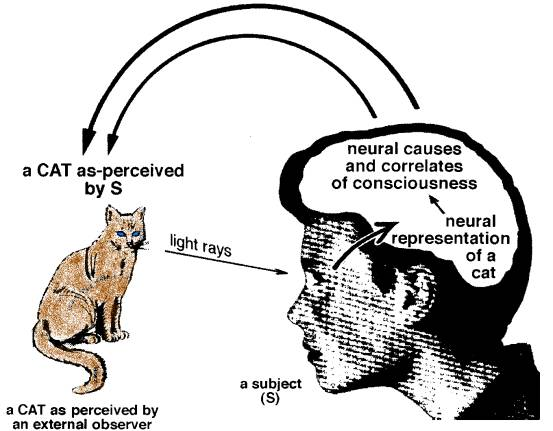 a CAT as-perceived
by S
light rays
neural causes
and correlates
of consciousness
neural
representation
of a
cat
a subject
(S)
a CAT as perceived by
an external observer